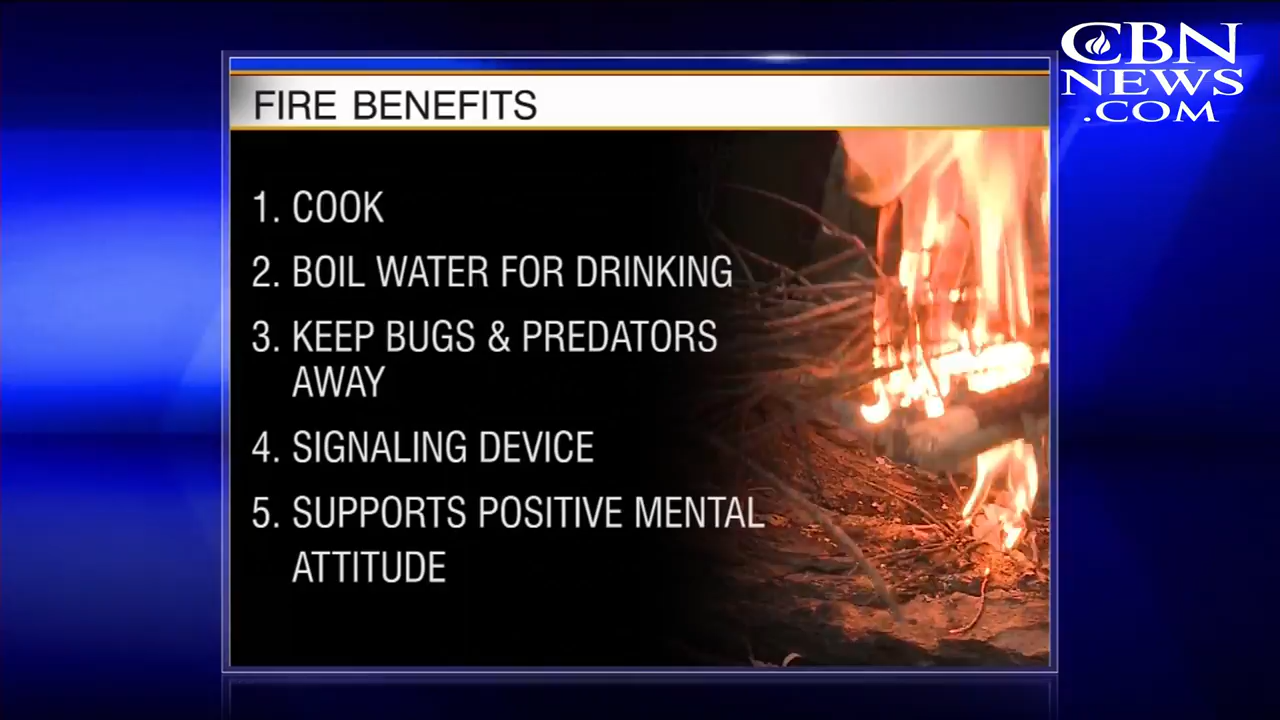 CBN
NEWS
.COM
FIRE BENEFITS
1. COOK
2. BOIL WATER FOR DRINKING
3. KEEP BUGS & PREDATORS
AWAY
4. SIGNALING DEVICE
5. SUPPORTS POSITIVE MENTAL
ATTITUDE